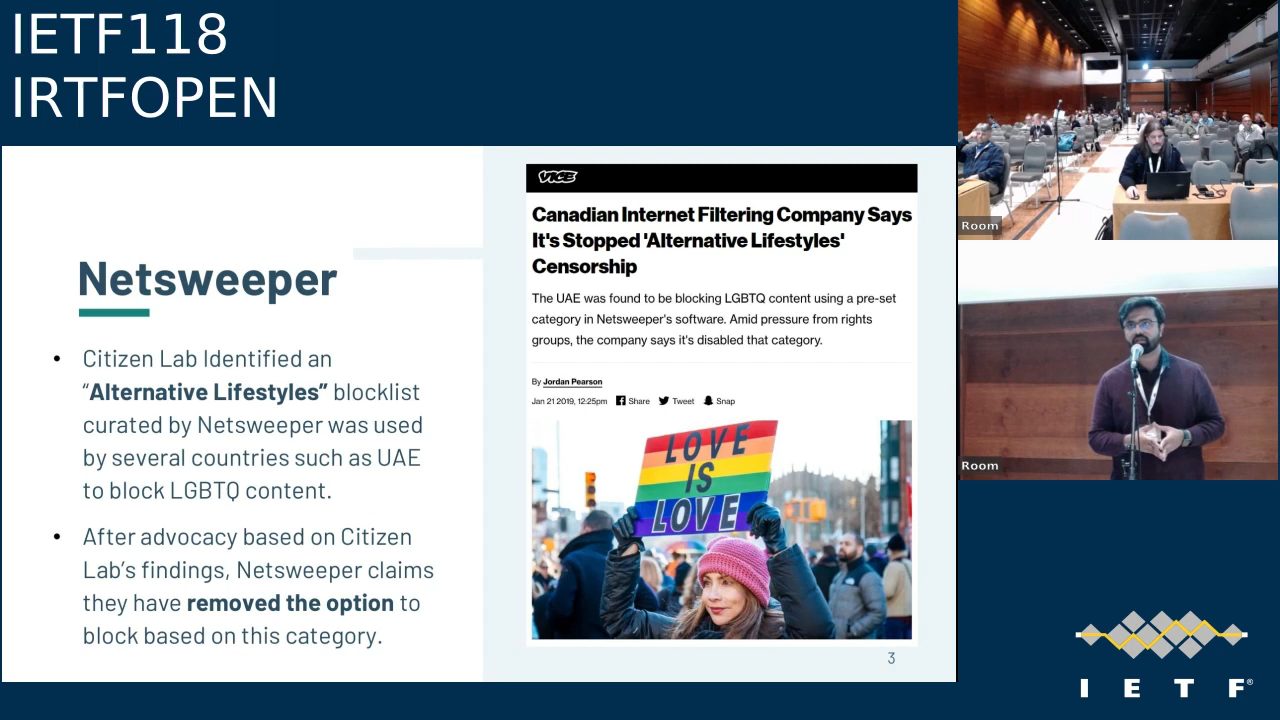 IETF118
IRTFOPEN
Netsweeper
• Citizen Lab Identified an
“Alternative Lifestyles” blocklist
curated by Netsweeper was used
by several countries such as UAE
to block LGBTQ content.
• After advocacy based on Citizen
Lab’s findings, Netsweeper claims
they have removed the option to
block based on this category.
VICE
Canadian Internet Filtering Company Says
It's Stopped 'Alternative Lifestyles'
Censorship
The UAE was found to be blocking LGBTQ content using a pre-set
category in Netsweeper's software. Amid pressure from rights
groups, the company says it's disabled that category.
By Jordan Pearson
Jan 21 2019, 12:25pm Share Tweet Snap
LOVE
IS
LOVE
3
Room
Room
I E T F®